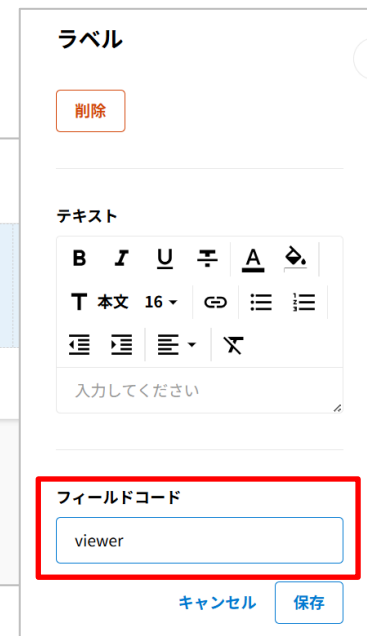 ラベル
削除
テキスト
B I U T A
T 本文 16
入力してください
フィールドコード
viewer
キャンセル 保存